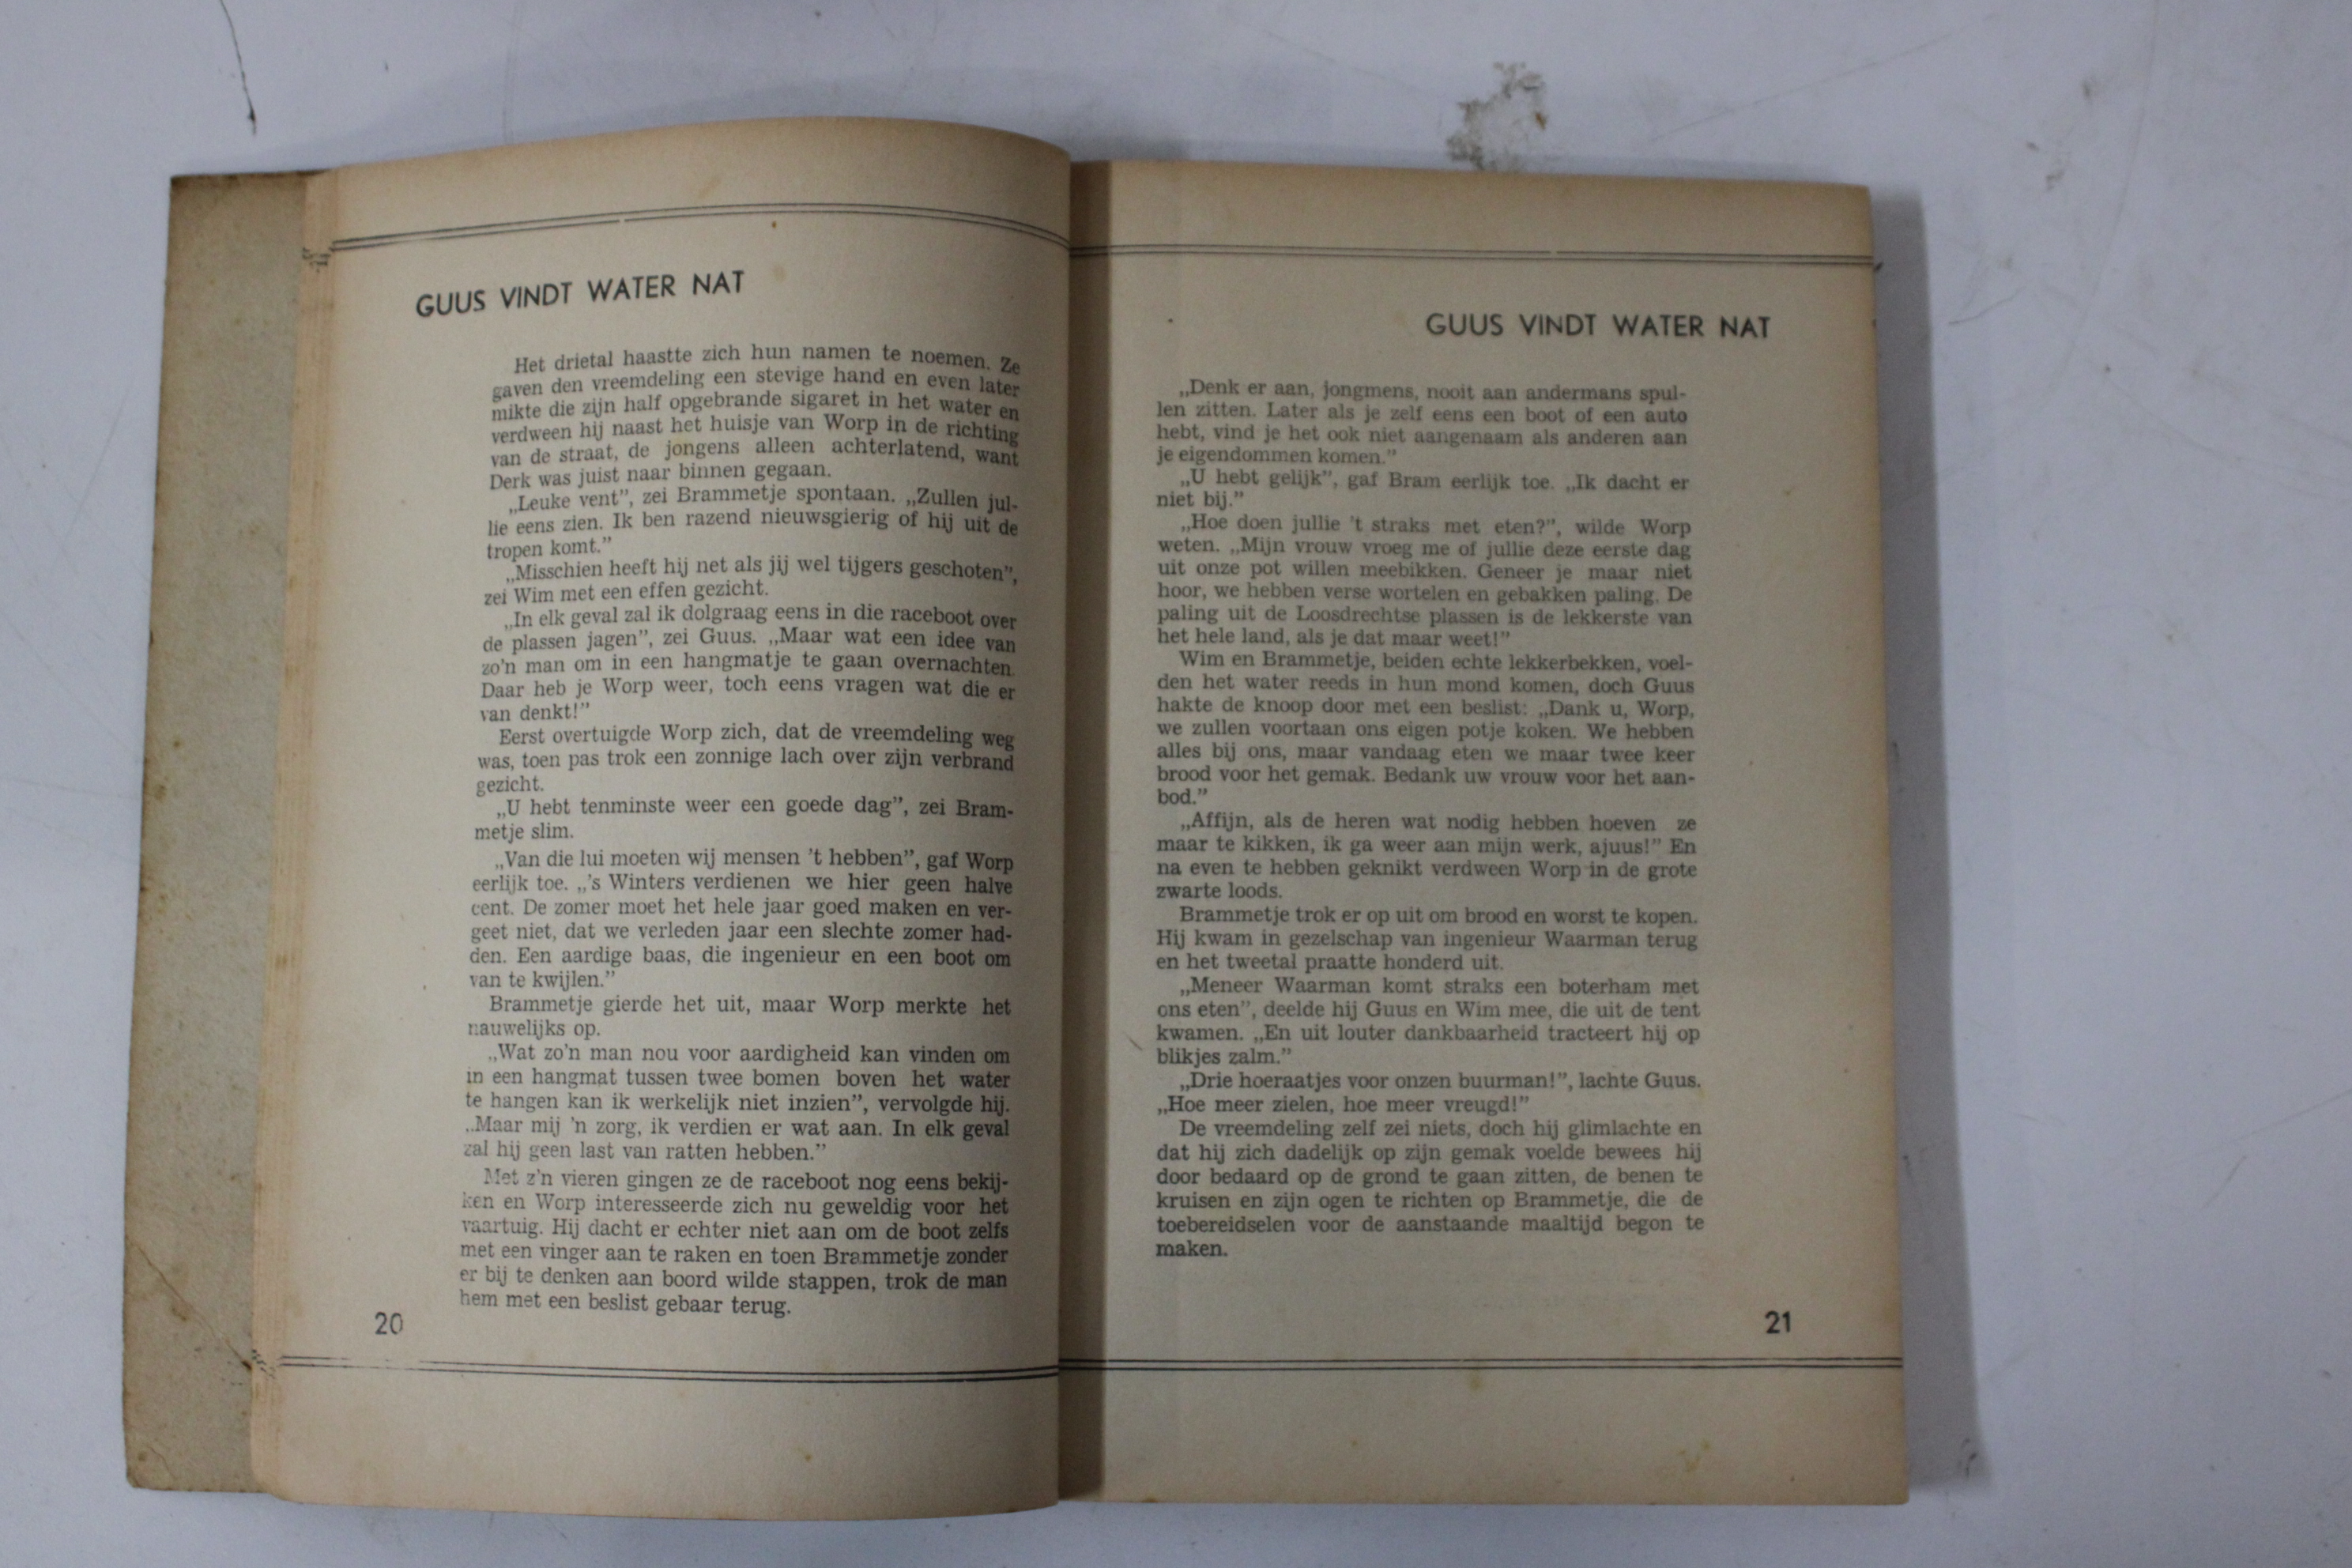 GUUS VINDT WATER NAT
Het drietal haastte zich hun namen te noemen. Ze
gaven den vreemdeling een stevige hand en even later
mikte die zijn half opgebrande sigaret in het water en
verdween hij naast het huisje van Worp in de richting
van de straat, de jongens alleen achterlatend, want
Derk was juist naar binnen gegaan.
„Leuke vent”, zei Brammetje spontaan. „Zullen jul-
lie eens zien. Ik ben razend nieuwsgierig of hij uit de
tropen komt.”
„Misschien heeft hij net als jij wel tijgers geschoten”,
zei Wim met een effen gezicht.
„In elk geval zal ik dolgraag eens in die raceboot over
de plassen jagen”, zei Guus. „Maar wat een idee van
zo'n man om in een hangmatje te gaan overnachten.
Daar heb je Worp weer, toch eens vragen wat die er
van denkt!”
Eerst overtuigde Worp zich, dat de vreemdeling weg
was, toen pas trok een zonnige lach over zijn verbrand
gezicht.
„U hebt tenminste weer een goede dag”, zei Bram-
metje slim.
„Van die lui moeten wij mensen 't hebben”, gaf Worp
eerlijk toe. „'s Winters verdienen we hier geen halve
cent. De zomer moet het hele jaar goed maken en ver-
geet niet, dat we verleden jaar een slechte zomer had-
den. Een aardige baas, die ingenieur en een boot om
van te kwijlen.”
Brammetje gierde het uit, maar Worp merkte het
nauwelijks op.
„Wat zo'n man nou voor aardigheid kan vinden om
in een hangmat tussen twee bomen boven het water
te hangen kan ik werkelijk niet inzien”, vervolgde hij.
„Maar mij 'n zorg, ik verdien er wat aan. In elk geval
zal hij geen last van ratten hebben.”
Met z'n vieren gingen ze de raceboot nog eens bekij-
ken en Worp interesseerde zich nu geweldig voor het
vaartuig. Hij dacht er echter niet aan om de boot zelfs
met een vinger aan te raken en toen Brammetje zonder
er bij te denken aan boord wilde stappen, trok de man
hem met een beslist gebaar terug.
20
GUUS VINDT WATER NAT
„Denk er aan, jongmens, nooit aan andermans spul-
len zitten. Later als je zelf eens een boot of een auto
hebt, vind je het ook niet aangenaam als anderen aan
je eigendommen komen.”
„U hebt gelijk”, gaf Bram eerlijk toe. „Ik dacht er
niet bij.”
„Hoe doen jullie 't straks met eten?”, wilde Worp
weten. „Mijn vrouw vroeg me of jullie deze eerste dag
uit onze pot willen meebikken. Geneer je maar niet
hoor, we hebben verse wortelen en gebakken paling. De
paling uit de Loosdrechtse plassen is de lekkerste van
het hele land, als je dat maar weet!”
Wim en Brammetje, beiden echte lekkerbekken, voel-
den het water reeds in hun mond komen, doch Guus
hakte de knoop door met een beslist: „Dank u, Worp,
we zullen voortaan ons eigen potje koken. We hebben
alles bij ons, maar vandaag eten we maar twee keer
brood voor het gemak. Bedank uw vrouw voor het aan-
bod.”
„Affijn, als de heren wat nodig hebben hoeven ze
maar te kikken, ik ga weer aan mijn werk, ajuus!” En
na even te hebben geknikt verdween Worp in de grote
zwarte loods.
Brammetje trok er op uit om brood en worst te kopen.
Hij kwam in gezelschap van ingenieur Waarman terug
en het tweetal praatte honderd uit.
„Meneer Waarman komt straks een boterham met
ons eten”, deelde hij Guus en Wim mee, die uit de tent
kwamen. „En uit louter dankbaarheid tracteert hij op
blikjes zalm.”
„Drie hoeraatjes voor onzen buurman!”, lachte Guus.
„Hoe meer zielen, hoe meer vreugd!”
De vreemdeling zelf zei niets, doch hij glimlachte en
dat hij zich dadelijk op zijn gemak voelde bewees hij
door bedaard op de grond te gaan zitten, de benen te
kruisen en zijn ogen te richten op Brammetje, die de
toebereidselen voor de aanstaande maaltijd begon te
maken.
21